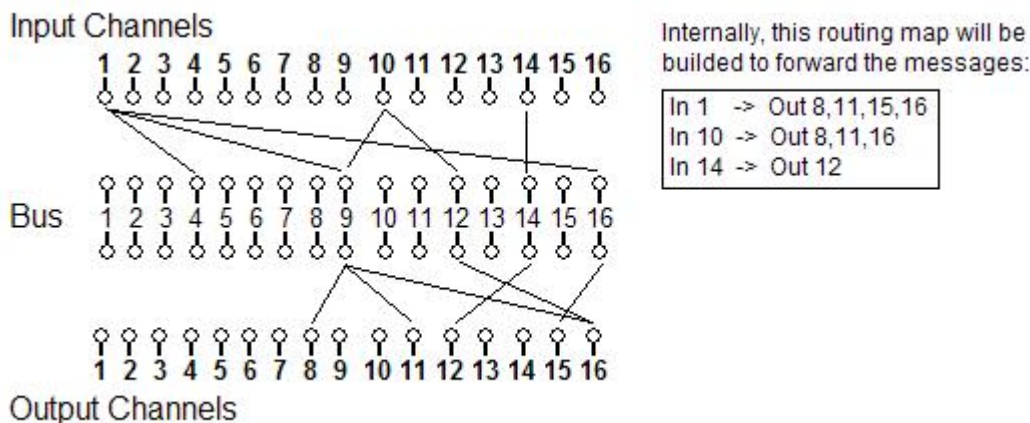 Input Channels
1 2 3 4 5 6 7 8 9 10 11 12 13 14 15 16
Bus 1 2 3 4 5 6 7 8 9 10 11 12 13 14 15 16
1 2 3 4 5 6 7 8 9 10 11 12 13 14 15 16
Output Channels
Internally, this routing map will be
builded to forward the messages:
In 1 -> Out 8,11,15,16
In 10 -> Out 8,11,16
In 14 -> Out 12